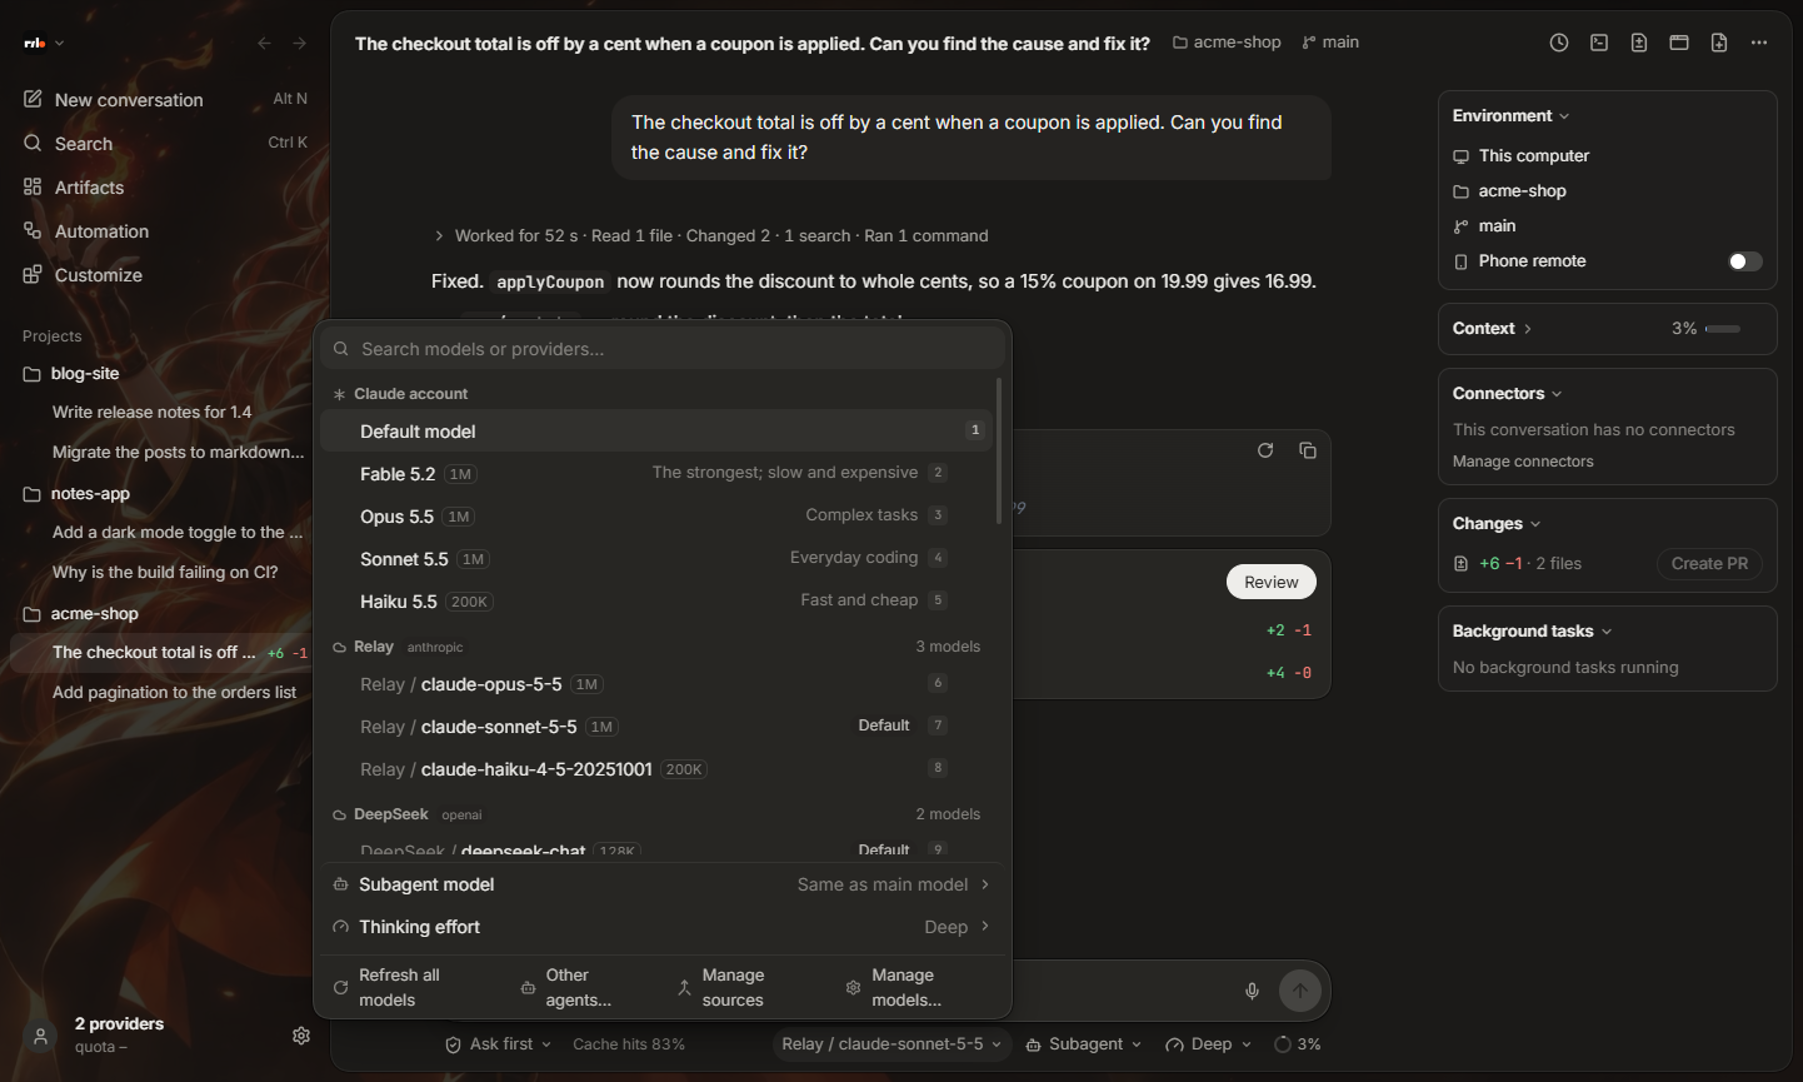 New conversation Alt N
Search Ctrl K
Artifacts
Automation
Customize
Projects
blog-site
Write release notes for 1.4
Migrate the posts to markdown...
notes-app
Add a dark mode toggle to the ...
Why is the build failing on CI?
acme-shop
The checkout total is off ... +6 -1
Add pagination to the orders list
2 providers
quota –
The checkout total is off by a cent when a coupon is applied. Can you find the cause and fix it? acme-shop main
The checkout total is off by a cent when a coupon is applied. Can you find
the cause and fix it?
Worked for 52 s · Read 1 file · Changed 2 · 1 search · Ran 1 command
Fixed. applyCoupon now rounds the discount to whole cents, so a 15% coupon on 19.99 gives 16.99.
Search models or providers...
Claude account
Default model 1
Fable 5.2 1M The strongest; slow and expensive 2
Opus 5.5 1M Complex tasks 3
Sonnet 5.5 1M Everyday coding 4
Haiku 5.5 200K Fast and cheap 5
Relay anthropic 3 models
Relay / claude-opus-5-5 1M 6
Relay / claude-sonnet-5-5 1M Default 7
Relay / claude-haiku-4-5-20251001 200K 8
DeepSeek openai 2 models
DeepSeek / deepseek-chat 128K Default 9
Subagent model Same as main model
Thinking effort Deep
Refresh all
models
Other
agents...
Manage
sources
Manage
models...
Review
+2 -1
+4 -0
Ask first Cache hits 83% Relay / claude-sonnet-5-5 Subagent Deep 3%
Environment
This computer
acme-shop
main
Phone remote
Context 3%
Connectors
This conversation has no connectors
Manage connectors
Changes
+6 −1 · 2 files Create PR
Background tasks
No background tasks running